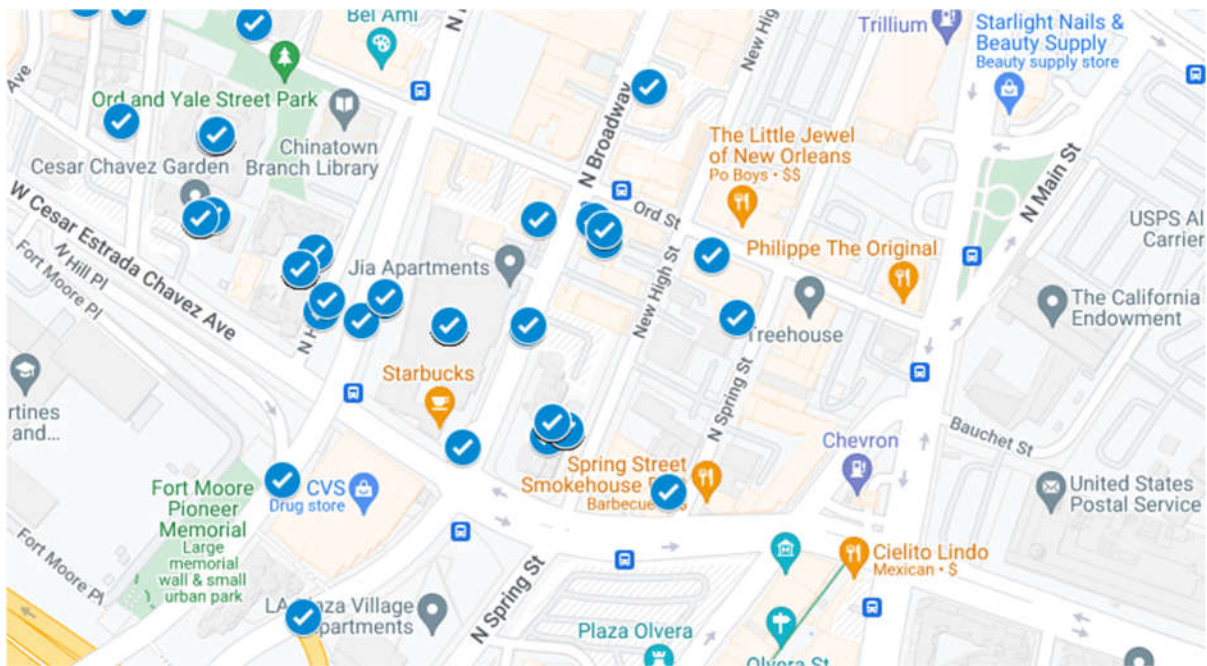 Bel Ami
Trillium
Starlight Nails &
Beauty Supply
Beauty supply store
New Hig
Ave
Ord and Yale Street Park
N Broadway
Chinatown
Branch Library
The Little Jewel
of New Orleans
Po Boys • $$
Cesar Chavez Garden
N Main St
W Cesar Estrada Chavez Ave
Ord St
USPS Al
Carrier
N Hill Pl
Fort Moore Pl
Philippe The Original
Jia Apartments
New High St
The California
Endowment
Treehouse
Starbucks
N Spring St
rtines
and...
Bauchet St
Chevron
Spring Street
Smokehouse
Barbecue
CVS
Drug store
United States
Postal Service
Fort Moore
Pioneer
Memorial
Large
memorial
wall & small
urban park
Fort Moore Pl
Cielito Lindo
Mexican • $
N Spring St
LA Plaza Village
Apartments
Plaza Olvera
Olvera St